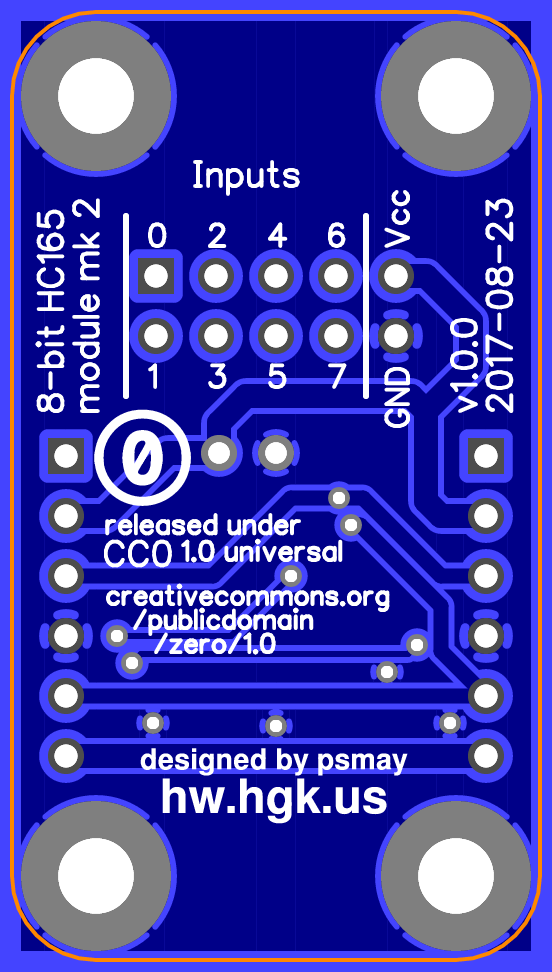 Inputs
8-bit HC165
module mk 2
0 2 4 6 Vcc
1 3 5 7 GND
v1.0.0
2017-08-23
0
released under
CC0 1.0 universal
creativecommons.org
/publicdomain
/zero/1.0
designed by psmay
hw.hgk.us